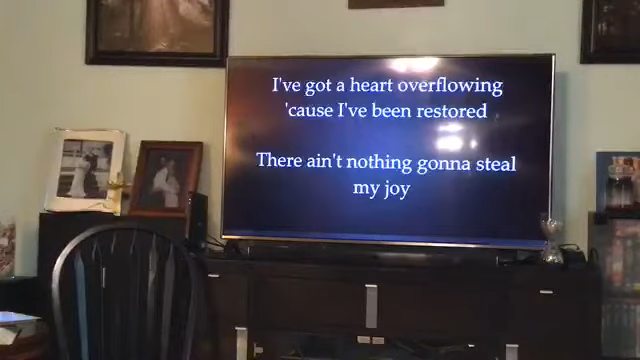 I've got a heart overflowing
'cause I've been restored
There ain't nothing gonna steal
my joy